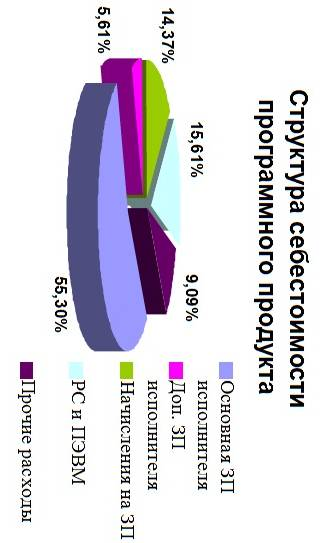 Структура себестоимости
программного продукта
14,37%
15,61%
9,09%
55,30%
5,61%
Основная ЗП
исполнителя
Доп. ЗП
исполнителя
Начисления на ЗП
РС и ПЭВМ
Прочие расходы